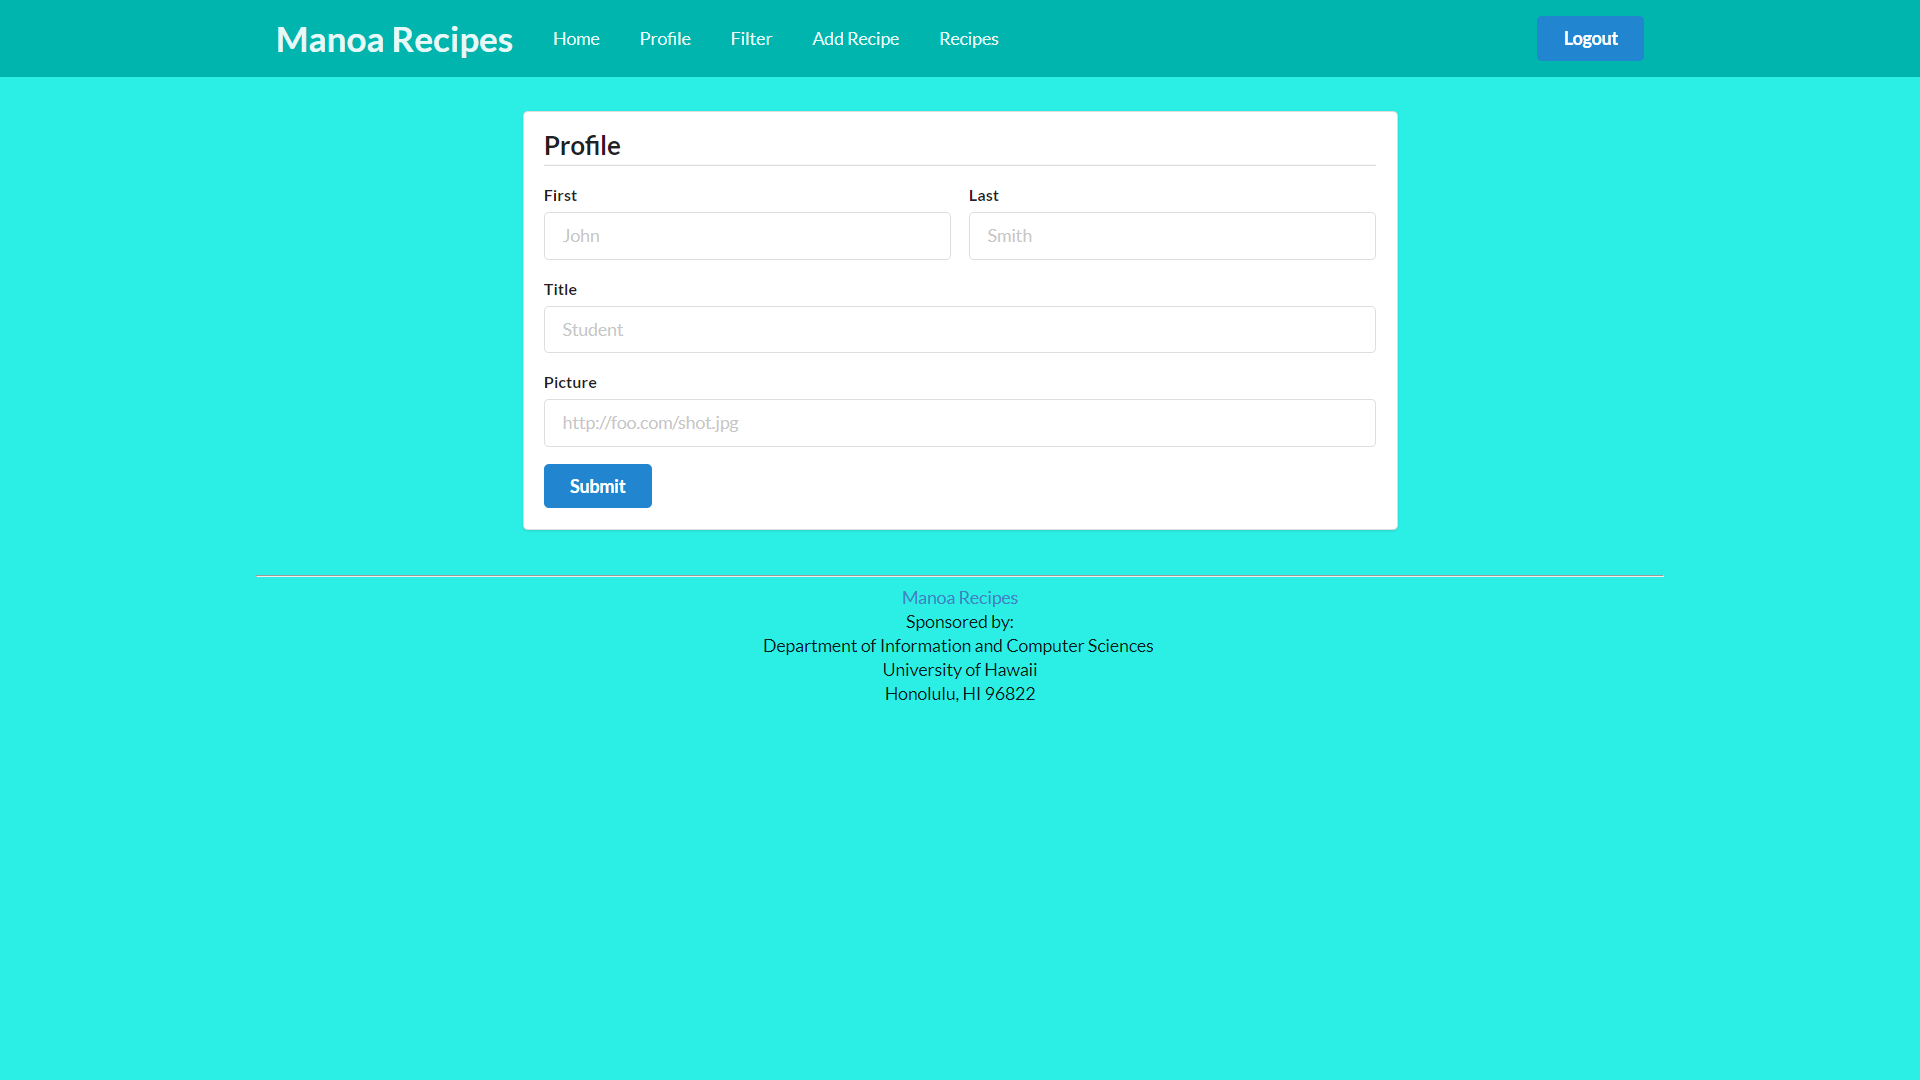 Manoa Recipes Home Profile Filter Add Recipe Recipes Logout
Profile
First Last
John Smith
Title
Student
Picture
http://foo.com/shot.jpg
Submit
Manoa Recipes
Sponsored by:
Department of Information and Computer Sciences
University of Hawaii
Honolulu, HI 96822